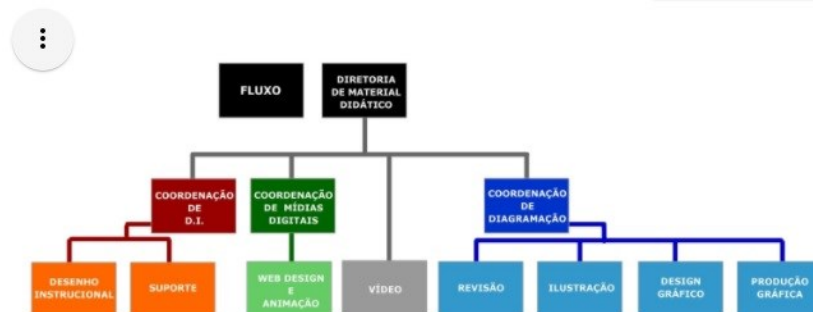 FLUXO
DIRETORIA
DE MATERIAL
DIDÁTICO
COORDENAÇÃO
DE
D.I.
COORDENAÇÃO
DE MÍDIAS
DIGITAIS
COORDENAÇÃO
DE
DIAGRAMAÇÃO
DESENHO
INSTRUCIONAL
SUPORTE
WEB DESIGN
E
ANIMAÇÃO
VÍDEO
REVISÃO
ILUSTRAÇÃO
DESIGN
GRÁFICO
PRODUÇÃO
GRÁFICA